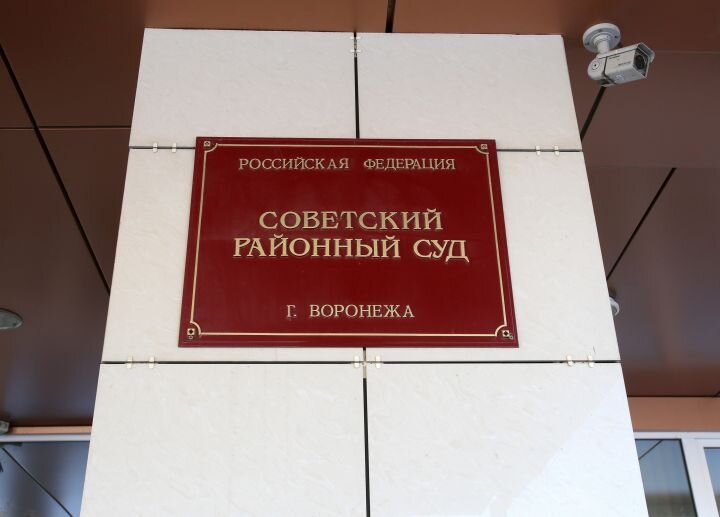 РОССИЙСКАЯ ФЕДЕРАЦИЯ
СОВЕТСКИЙ
РАЙОННЫЙ СУД
Г. ВОРОНЕЖА